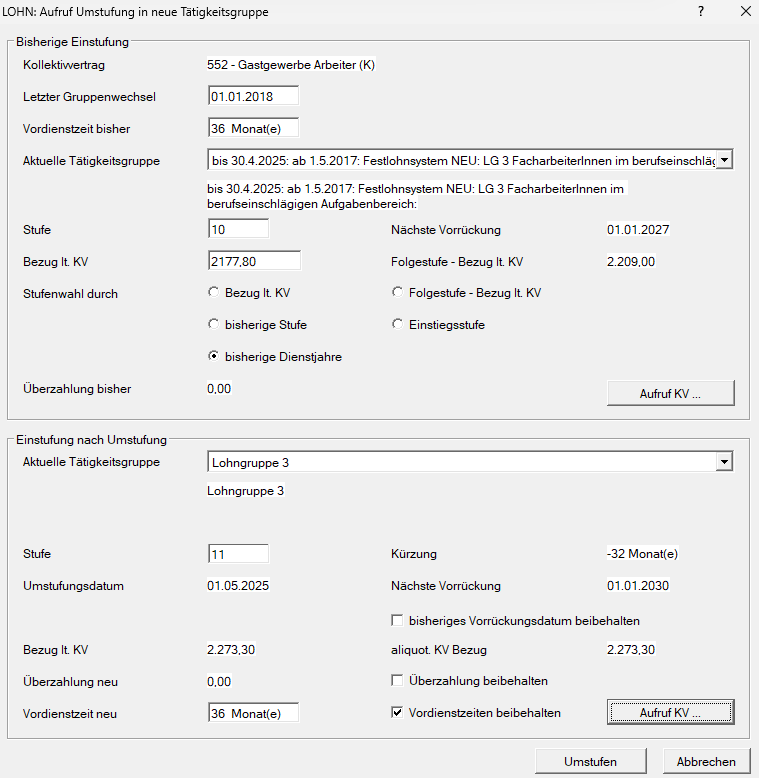 LOHN: Aufruf Umstufung in neue Tätigkeitsgruppe ?
Bisherige Einstufung
Kollektivvertrag 552 - Gastgewerbe Arbeiter (K)
Letzter Gruppenwechsel 01.01.2018
Vordienstzeit bisher 36 Monat(e)
Aktuelle Tätigkeitsgruppe bis 30.4.2025: ab 1.5.2017: Festlohnsystem NEU: LG 3 FacharbeiterInnen im berufseinschläg
bis 30.4.2025: ab 1.5.2017: Festlohnsystem NEU: LG 3 FacharbeiterInnen im
berufseinschlägigen Aufgabenbereich:
Stufe 10 Nächste Vorrückung 01.01.2027
Bezug lt. KV 2177,80 Folgestufe - Bezug lt. KV 2.209,00
Stufenwahl durch Bezug lt. KV Folgestufe - Bezug lt. KV
bisherige Stufe Einstiegsstufe
bisherige Dienstjahre
Überzahlung bisher 0,00 Aufruf KV ...
Einstufung nach Umstufung
Aktuelle Tätigkeitsgruppe Lohngruppe 3
Lohngruppe 3
Stufe 11 Kürzung -32 Monat(e)
Umstufungsdatum 01.05.2025 Nächste Vorrückung 01.01.2030
bisheriges Vorrückungsdatum beibehalten
Bezug lt. KV 2.273,30 aliquot. KV Bezug 2.273,30
Überzahlung neu 0,00 Überzahlung beibehalten
Vordienstzeit neu 36 Monat(e) Vordienstzeiten beibehalten Aufruf KV ...
Umstufen Abbrechen